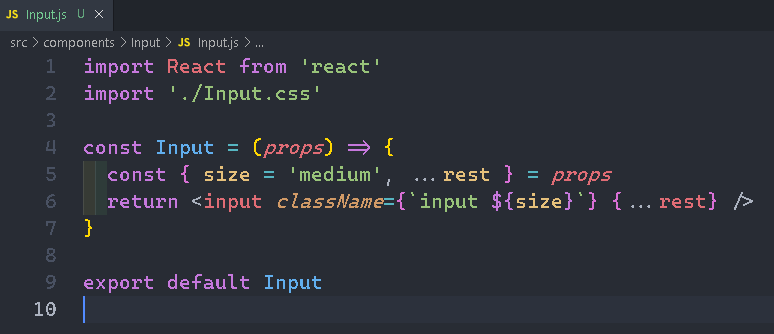 JS Input.js U ×
src > components > Input > JS Input.js > ...
1 import React from 'react'
2 import './Input.css'
3
4 const Input = (props) => {
5 const { size = 'medium', ...rest } = props
6 return <input className={`input ${size}`} {...rest} />
7 }
8
9 export default Input
10